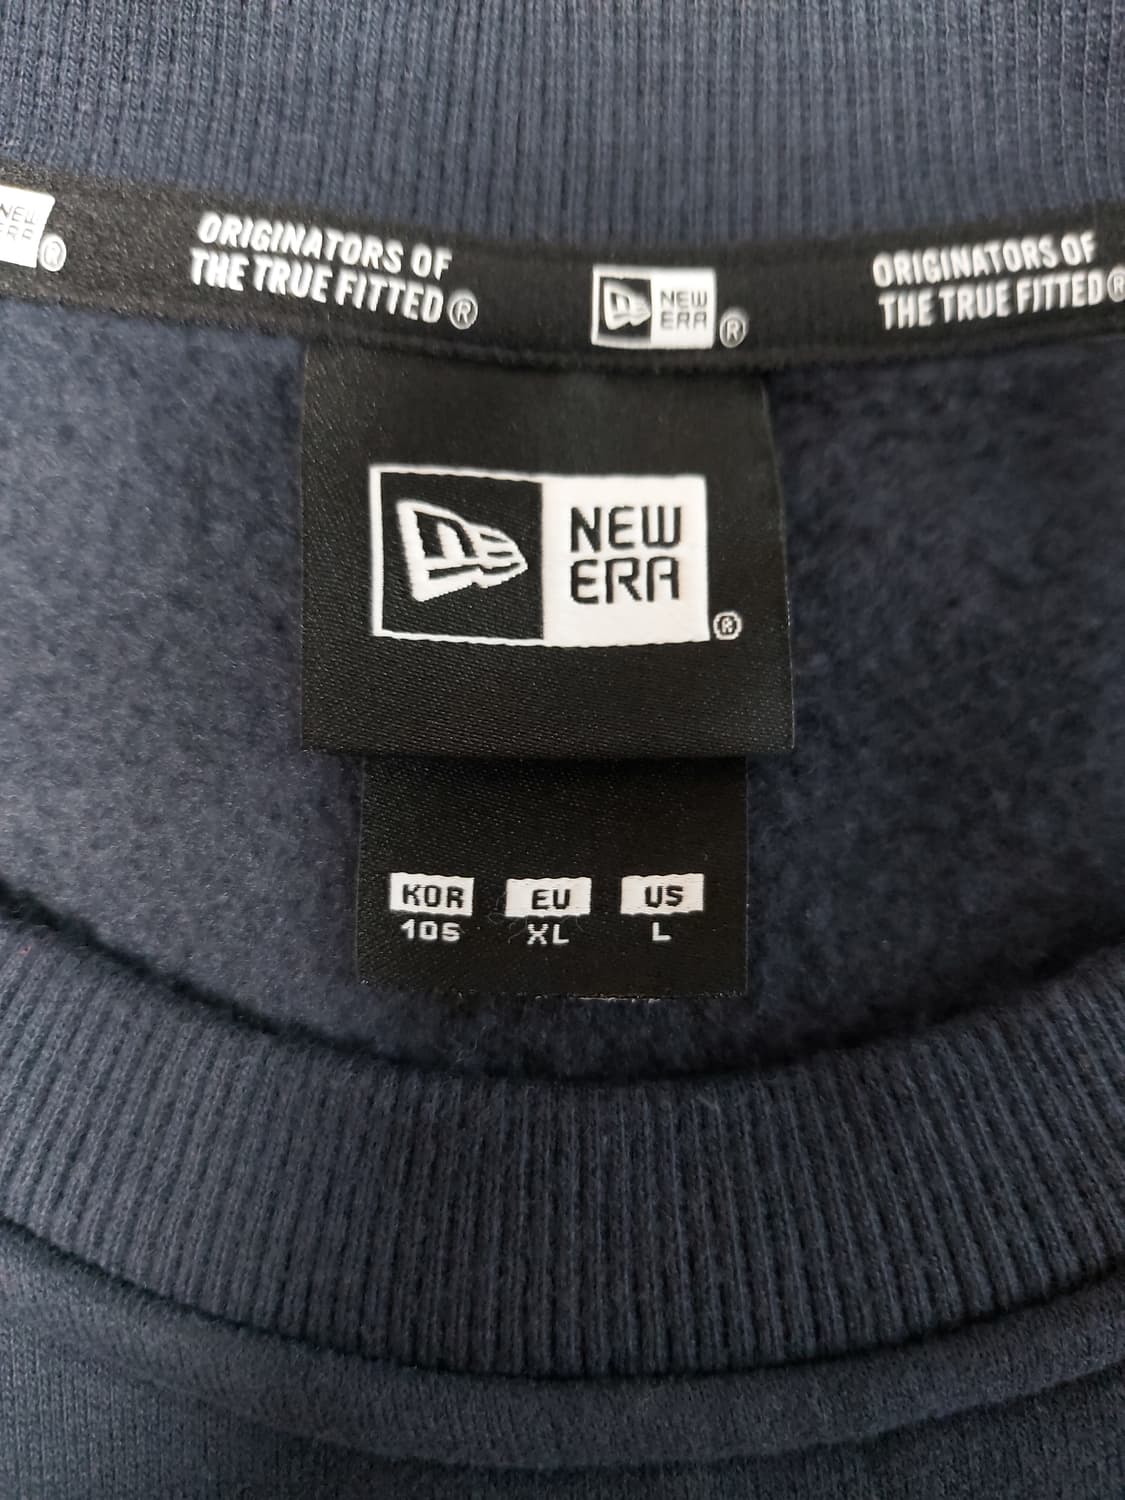 NEW
ERA®
ORIGINATORS OF
THE TRUE FITTED®
NEW
ERA®
ORIGINATORS OF
THE TRUE FITTED®
NEW
ERA®
KOR EU US
105 XL L